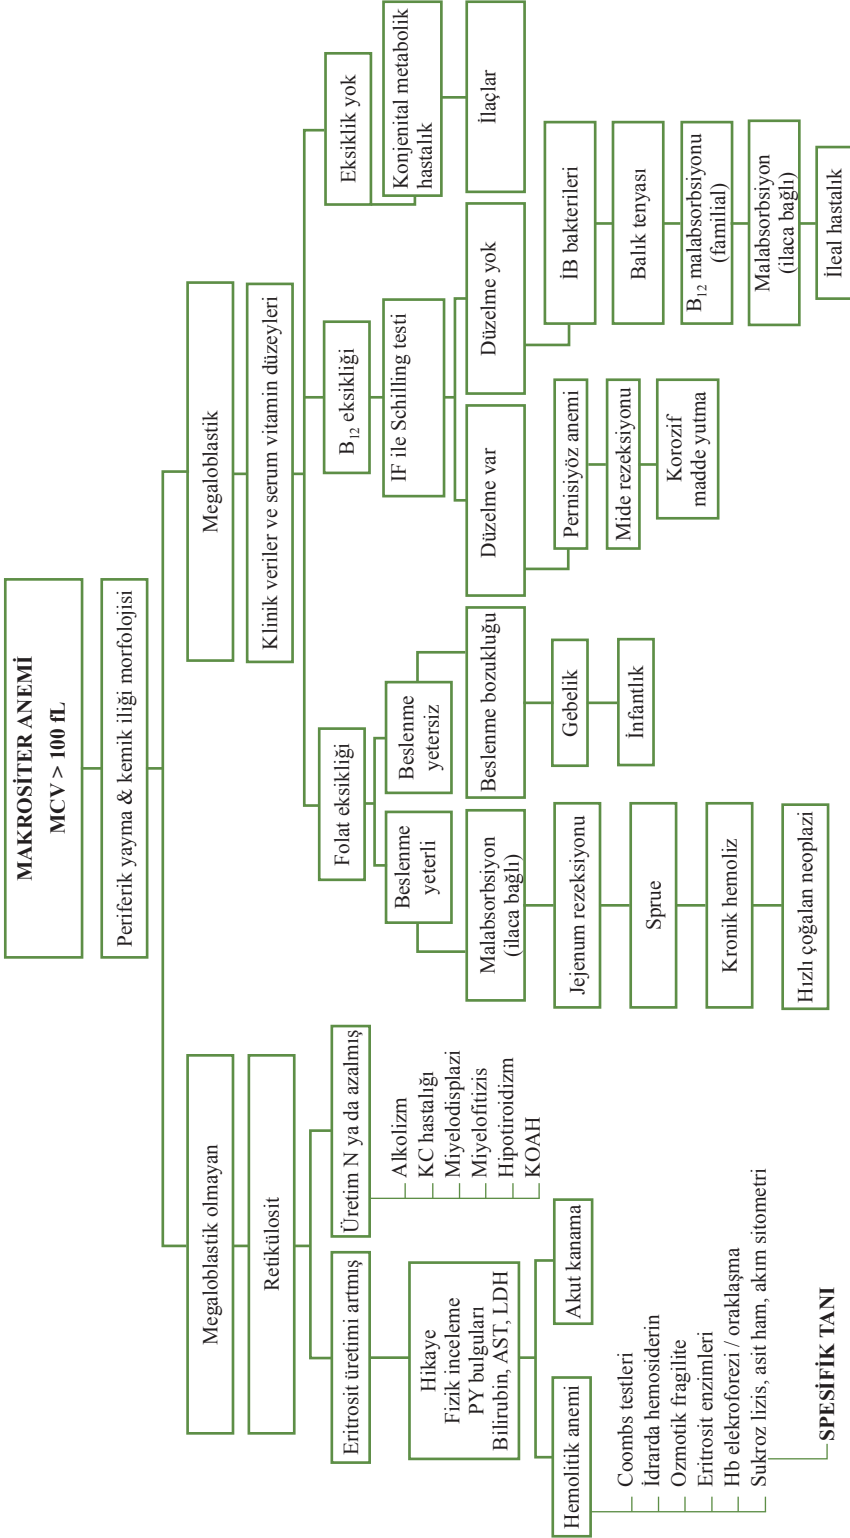 MAKROSİTER ANEMİ
MCV > 100 fL
Periferik yayma & kemik iliği morfolojisi
Megaloblastik olmayan
Retikülosit
Eritrosit üretimi artmış
Hikaye
Fizik inceleme
PY bulguları
Bilirubin, AST, LDH
Hemolitik anemi
Coombs testleri
İdrarda hemosiderin
Ozmotik fragilite
Eritrosit enzimleri
Hb elekroforezi / oraklaşma
Sukroz lizis, asit ham, akım sitometri
SPESİFİK TANI
Akut kanama
Üretim N ya da azalmış
Alkolizm
KC hastalığı
Miyelodisplazi
Miyelofitizis
Hipotiroidizm
KOAH
Megaloblastik
Klinik veriler ve serum vitamin düzeyleri
Folat eksikliği
Beslenme
yeterli
Malabsorbsiyon
(ilaca bağlı)
Jejenum rezeksiyonu
Sprue
Kronik hemoliz
Hızlı çoğalan neoplazi
Beslenme
yetersiz
Beslenme bozukluğu
Gebelik
İnfantlık
B₁₂ eksikliği
IF ile Schilling testi
Düzelme var
Pernisiyöz anemi
Mide rezeksiyonu
Korozif
madde yutma
Düzelme yok
İB bakterileri
Balık tenyası
B₁₂ malabsorbsiyonu
(familial)
Malabsorbsiyon
(ilaca bağlı)
İleal hastalık
Eksiklik yok
Konjenital metabolik
hastalık
İlaçlar